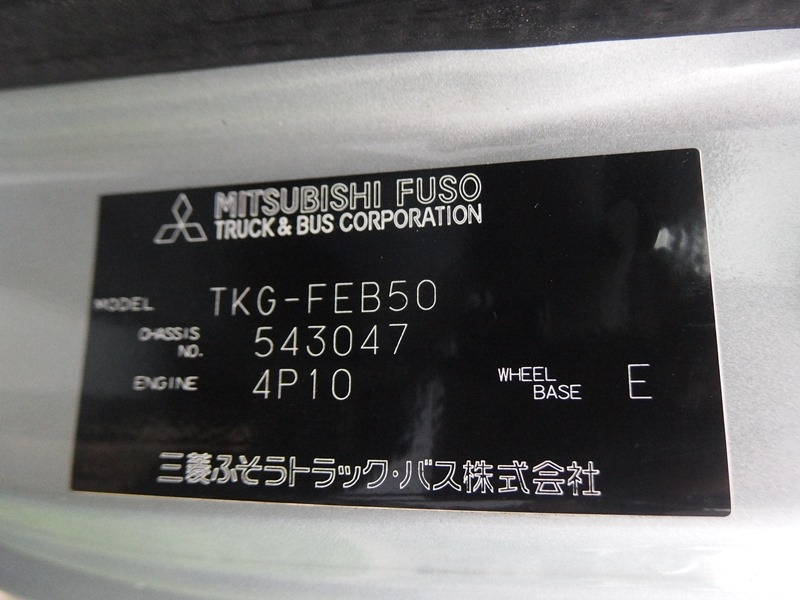 MITSUBISHI FUSO
TRUCK & BUS CORPORATION
MODEL TKG-FEB50
CHASSIS NO. 543047
ENGINE 4P10 WHEEL BASE E
三菱ふそうトラック・バス株式会社